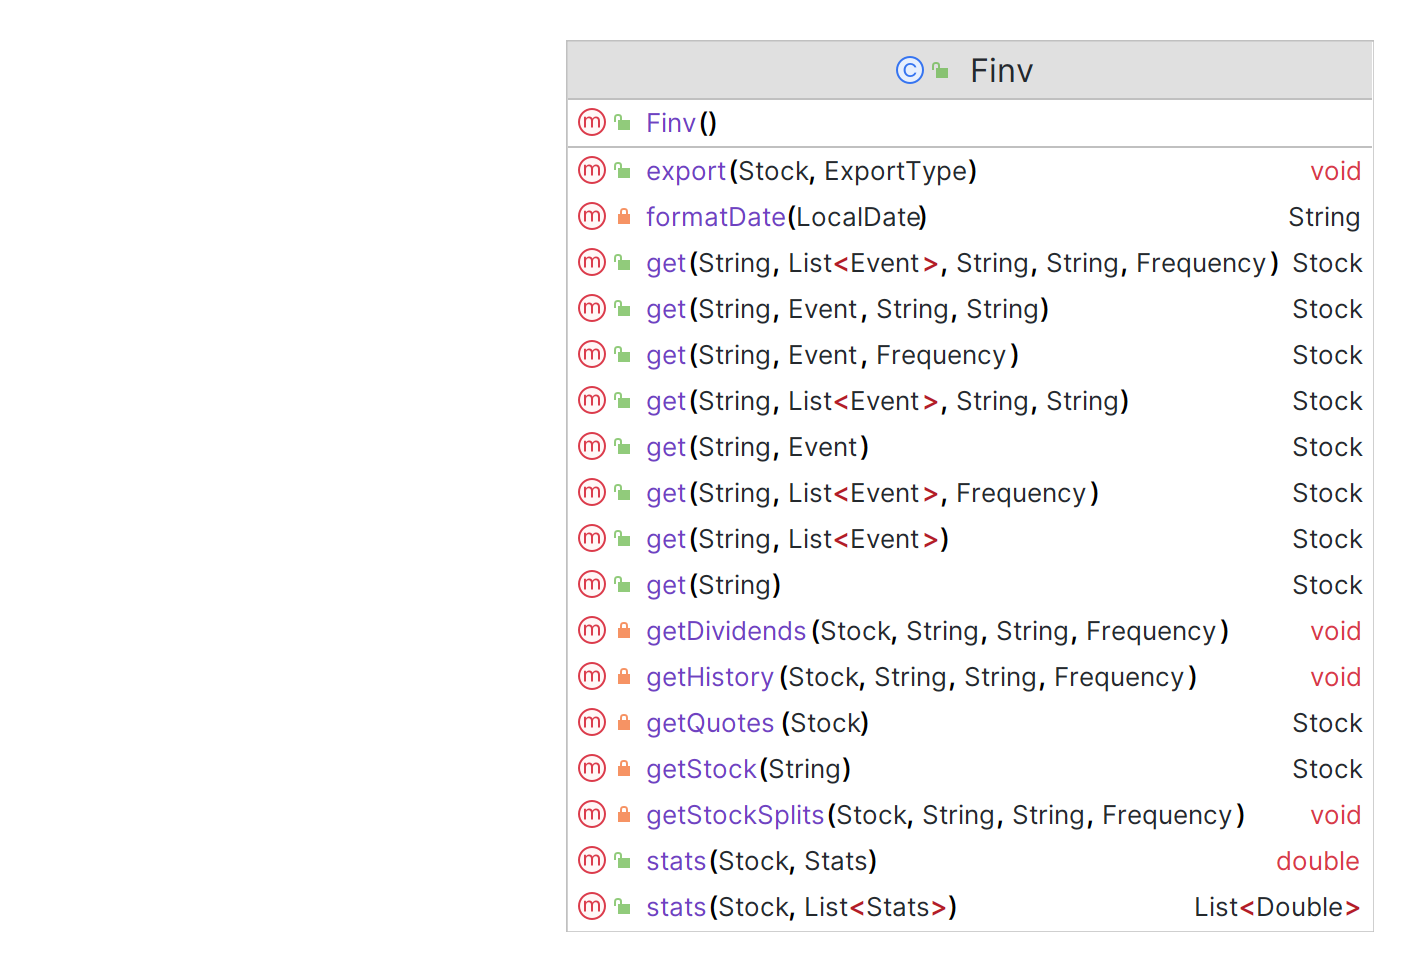 C Finv
m Finv()
m export(Stock, ExportType) void
m formatDate(LocalDate) String
m get(String, List<Event>, String, String, Frequency) Stock
m get(String, Event, String, String) Stock
m get(String, Event, Frequency) Stock
m get(String, List<Event>, String, String) Stock
m get(String, Event) Stock
m get(String, List<Event>, Frequency) Stock
m get(String, List<Event>) Stock
m get(String) Stock
m getDividends(Stock, String, String, Frequency) void
m getHistory(Stock, String, String, Frequency) void
m getQuotes(Stock) Stock
m getStock(String) Stock
m getStockSplits(Stock, String, String, Frequency) void
m stats(Stock, Stats) double
m stats(Stock, List<Stats>) List<Double>